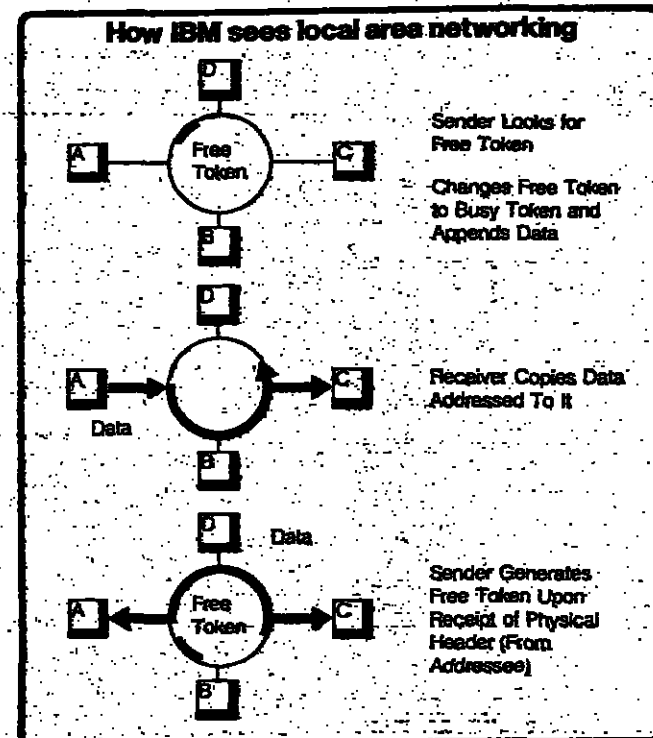 How IBM sees local area networking
D
A
Free
Token
C
B
Sender Looks for
Free Token
Changes Free Token
to Busy Token and
Appends Data
D
A
C
Data
B
Receiver Copies Data
Addressed To It
D
Data
A
Free
Token
C
B
Sender Generates
Free Token Upon
Receipt of Physical
Header (From
Addressee)